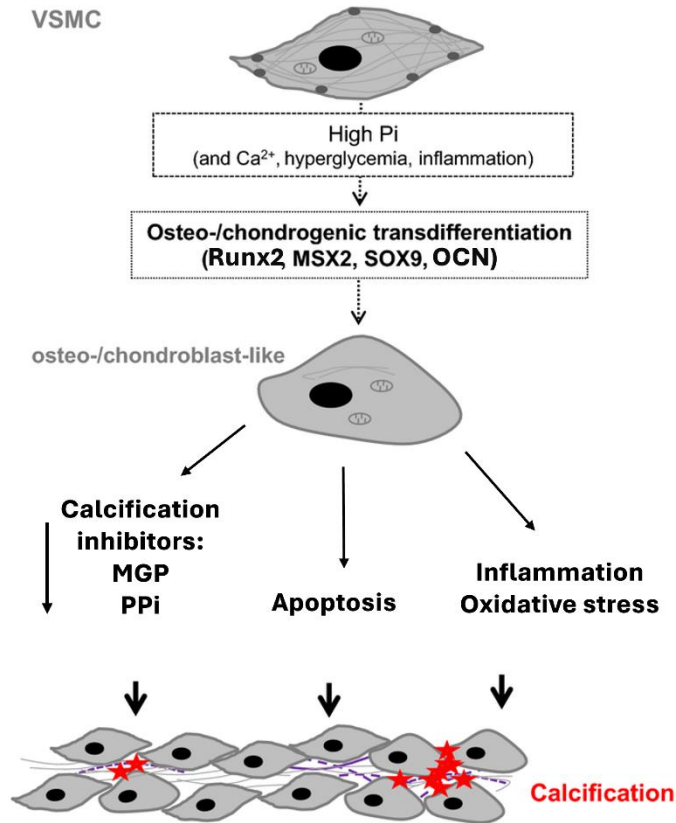 VSMC
High Pi
(and Ca²⁺, hyperglycemia, inflammation)
Osteo-/chondrogenic transdifferentiation
(Runx2, MSX2, SOX9, OCN)
osteo-/chondroblast-like
Calcification
inhibitors:
MGP
PPi
Apoptosis
Inflammation
Oxidative stress
Calcification